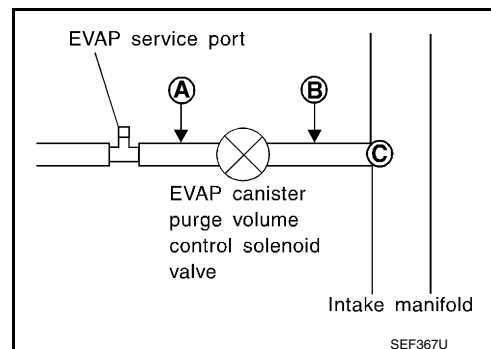 EVAP service port
A
B
C
EVAP canister
purge volume
control solenoid
valve
Intake manifold
SEF367U